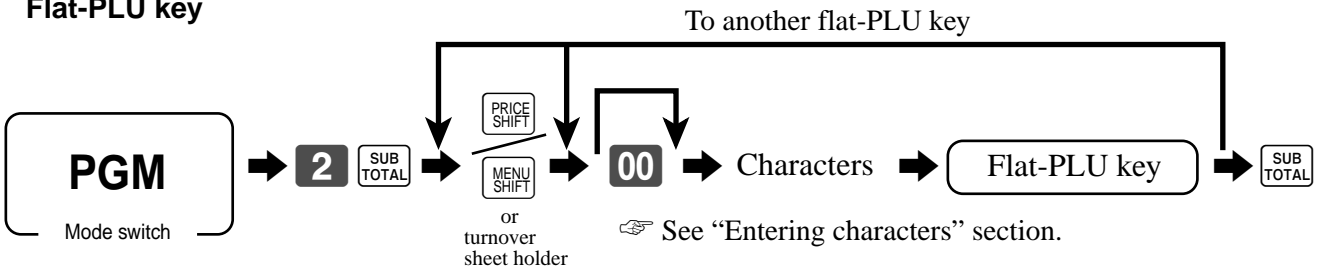 Flat-PLU key
To another flat-PLU key
PRICE
SHIFT
PGM
Mode switch
2
SUB
TOTAL
MENU
SHIFT
or
turnover
sheet holder
00
Characters
Flat-PLU key
SUB
TOTAL
☞ See “Entering characters” section.